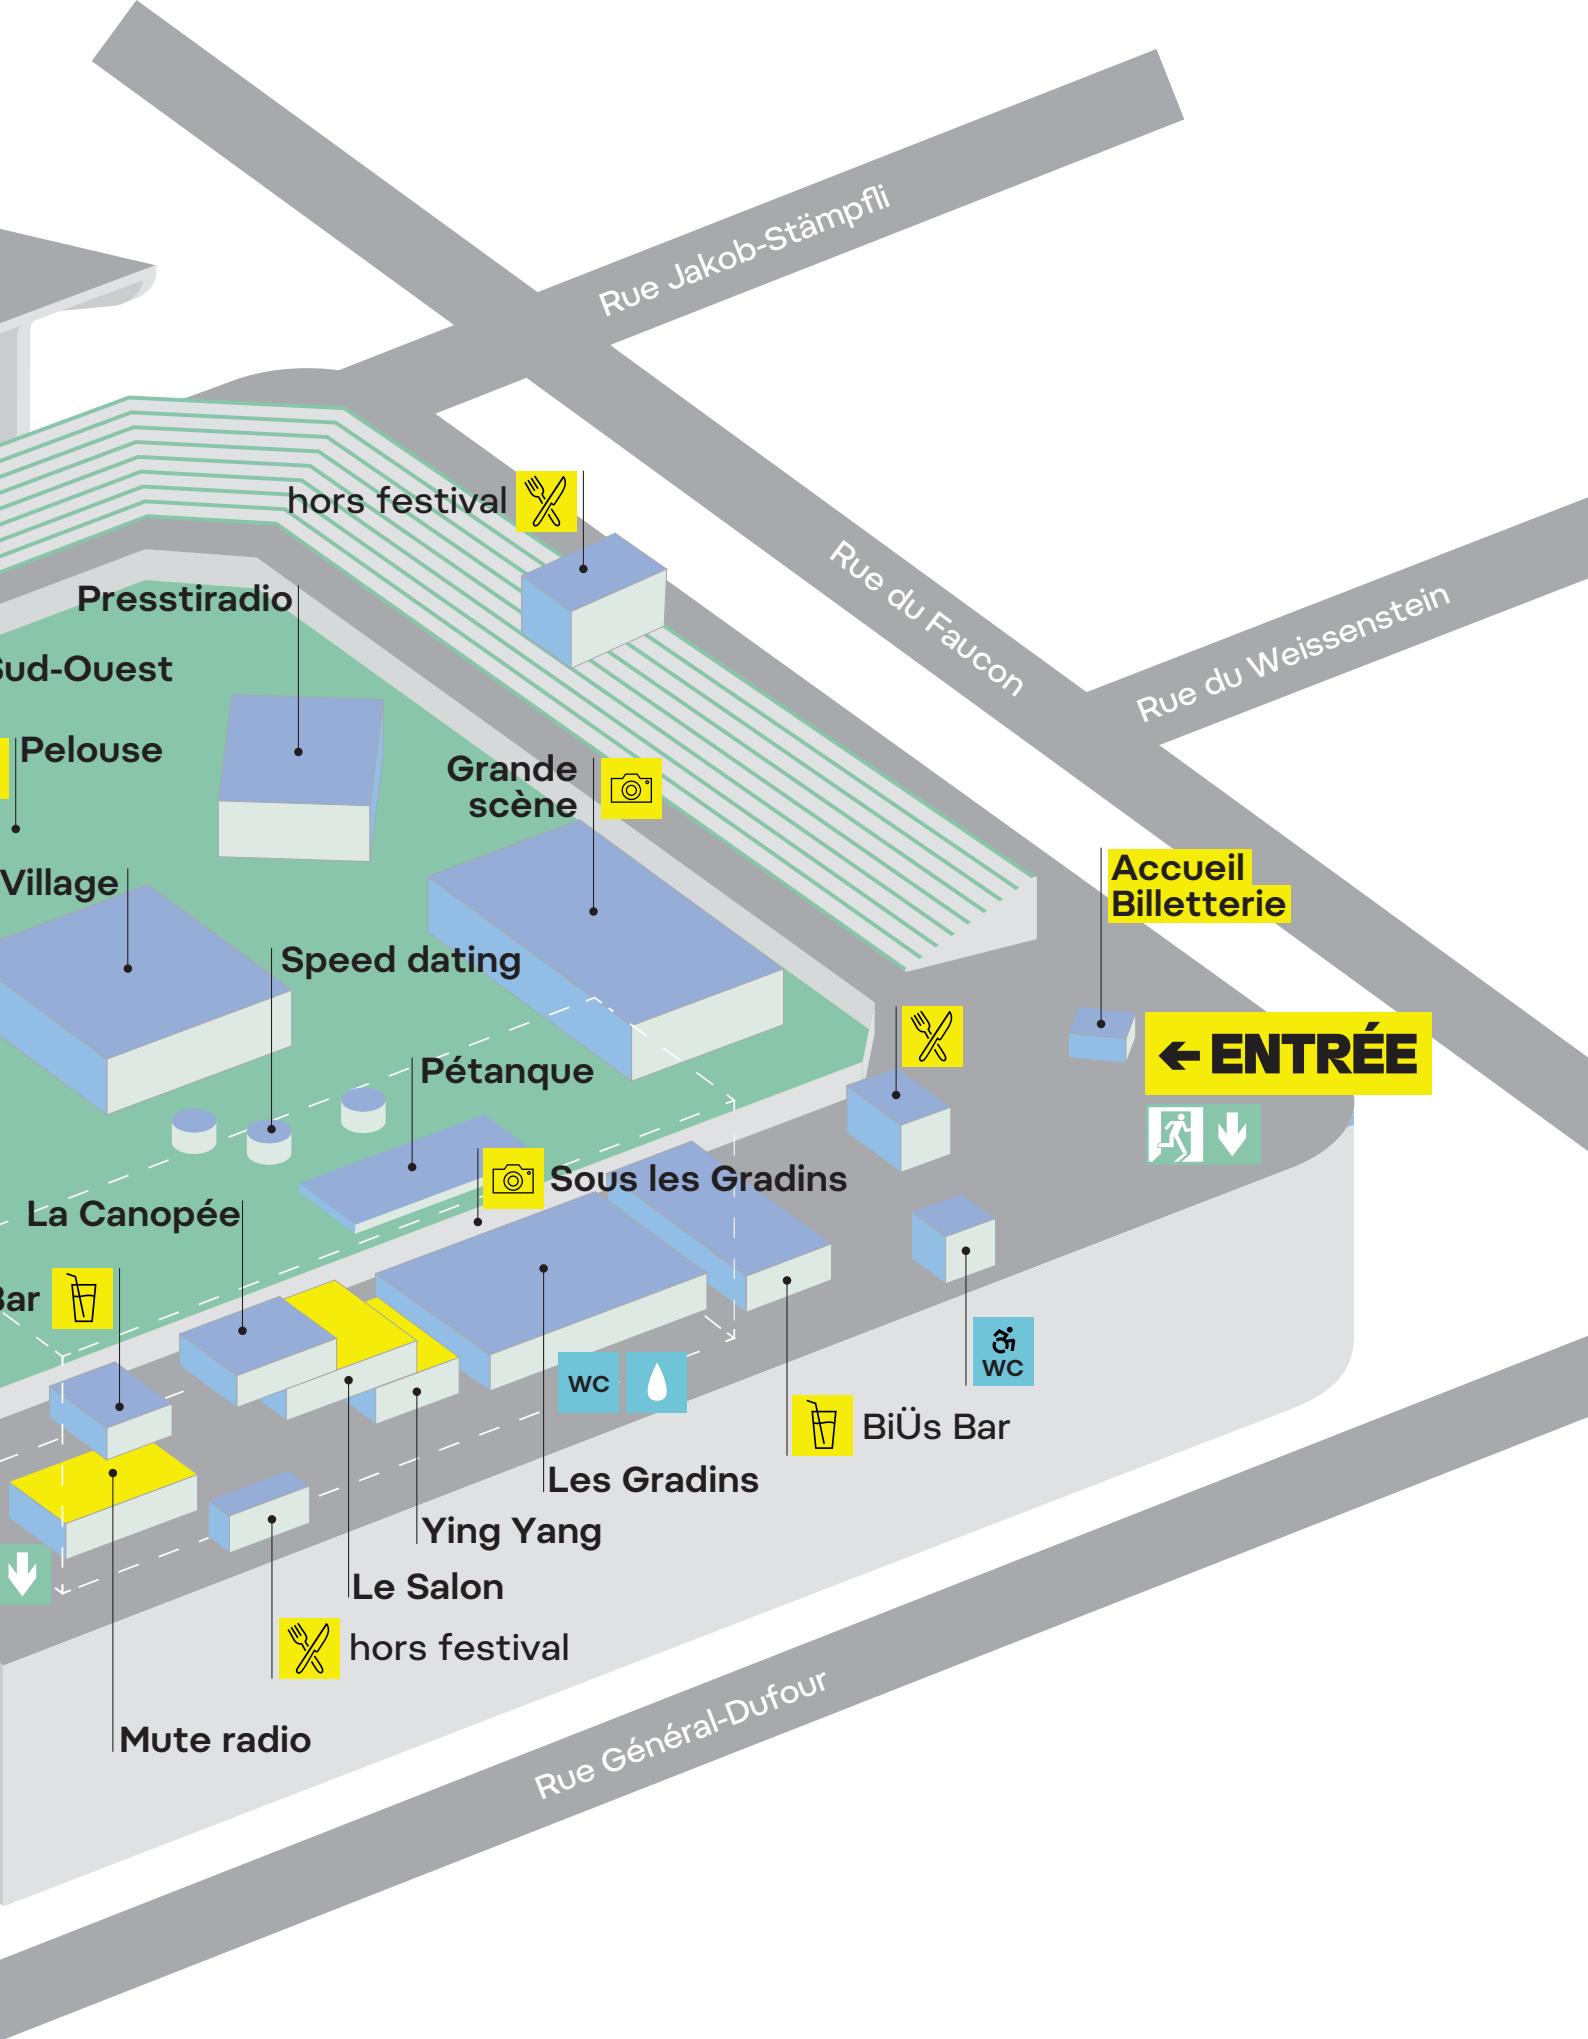 Rue Jakob-Stämpfli
hors festival
Rue du Faucon
Presstiradio
Rue du Weissenstein
Sud-Ouest
Pelouse
Grande
scène
Accueil
Billetterie
Village
Speed dating
ENTRÉE
Pétanque
Sous les Gradins
La Canopée
Bar
WC
WC
BiÜs Bar
Les Gradins
Ying Yang
Le Salon
hors festival
Rue Général-Dufour
Mute radio